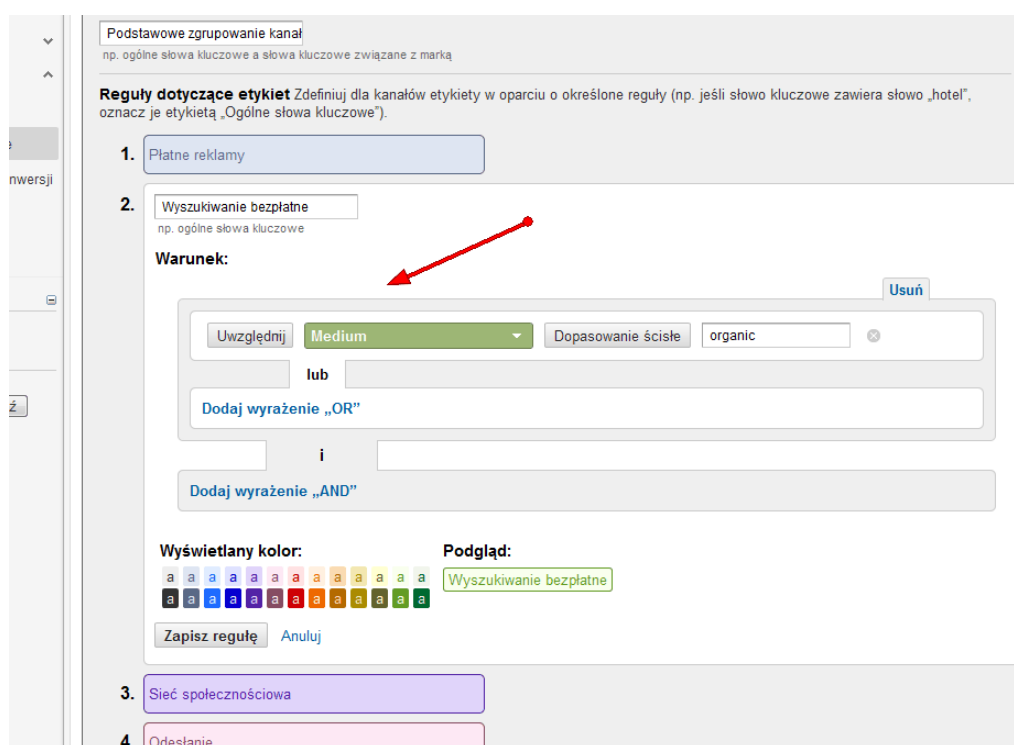 Podstawowe zgrupowanie kanał
np. ogólne słowa kluczowe a słowa kluczowe związane z marką
Reguły dotyczące etykiet Zdefiniuj dla kanałów etykiety w oparciu o określone reguły (np. jeśli słowo kluczowe zawiera słowo „hotel”,
oznacz je etykietą „Ogólne słowa kluczowe”).
1. Płatne reklamy
nwersji
2. Wyszukiwanie bezpłatne
np. ogólne słowa kluczowe
Warunek:
Usuń
Uwzględnij Medium Dopasowanie ścisłe organic
lub
Dodaj wyrażenie „OR”
ź
i
Dodaj wyrażenie „AND”
Wyświetlany kolor: Podgląd:
a a a a a a a a a a a a a
Wyszukiwanie bezpłatne
a a a a a a a a a a a a a
Zapisz regułę Anuluj
3. Sieć społecznościowa
4. Odesłanie